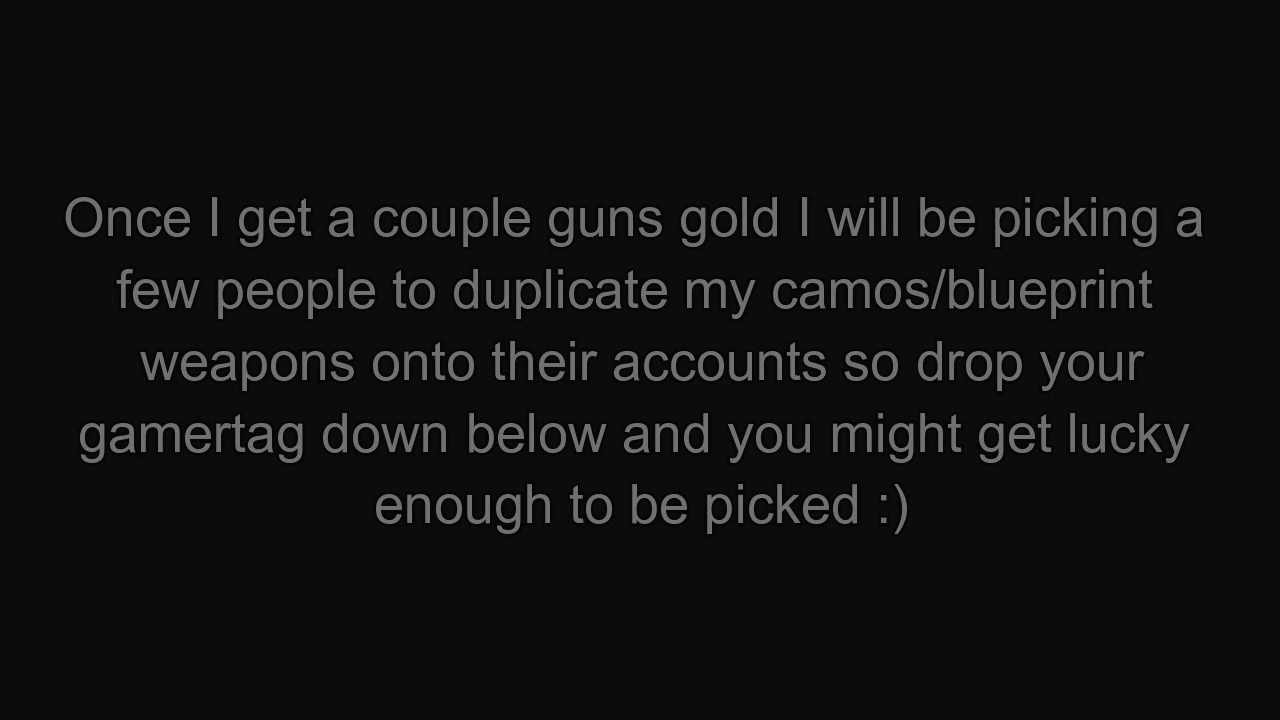 Once I get a couple guns gold I will be picking a
few people to duplicate my camos/blueprint
weapons onto their accounts so drop your
gamertag down below and you might get lucky
enough to be picked :)